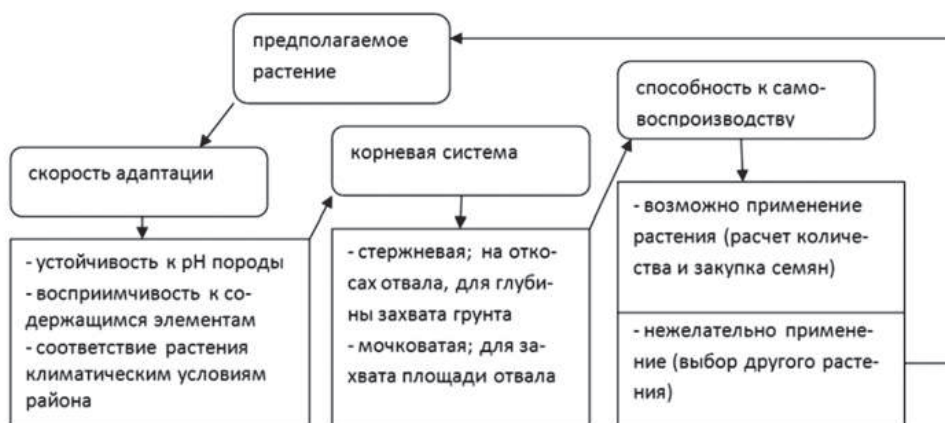 предполагаемое
растение
скорость адаптации
- устойчивость к pH породы
- восприимчивость к со-
держащимся элементам
- соответствие растения
климатическим условиям
района
корневая система
- стержневая; на отко-
сах отвала, для глуби-
ны захвата грунта
- мочковатая; для за-
хвата площади отвала
способность к само-
воспроизводству
- возможно применение
растения (расчет количе-
ства и закупка семян)
- нежелательно примене-
ние (выбор другого расте-
ния)